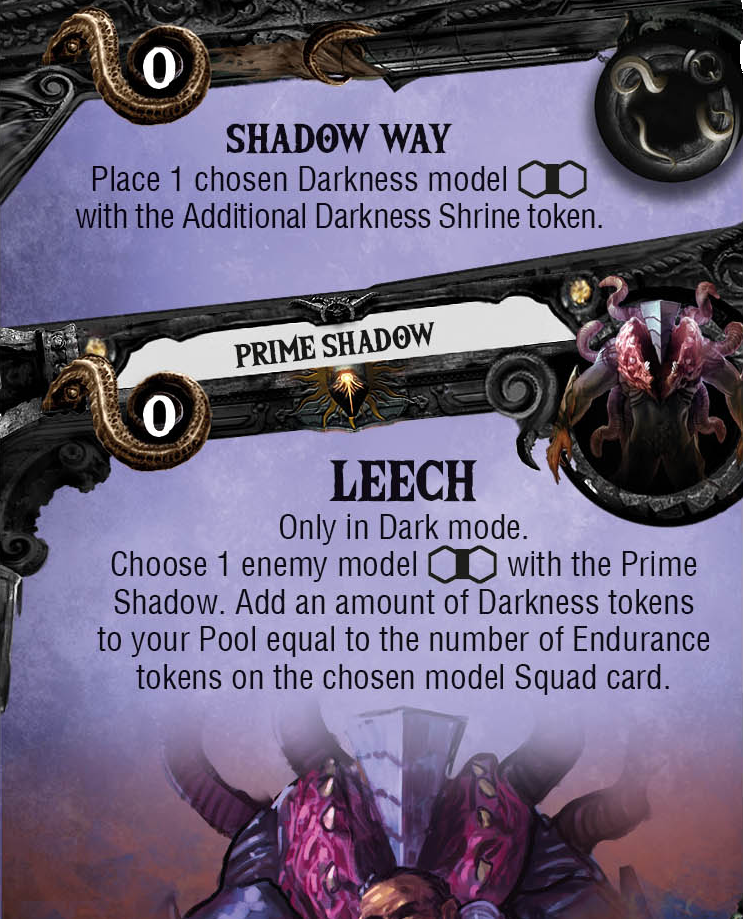 0
SHADOW WAY
Place 1 chosen Darkness model
with the Additional Darkness Shrine token.
PRIME SHADOW
0
LEECH
Only in Dark mode.
Choose 1 enemy model with the Prime
Shadow. Add an amount of Darkness tokens
to your Pool equal to the number of Endurance
tokens on the chosen model Squad card.